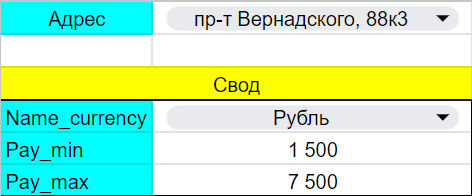 Адрес пр-т Вернадского, 88к3
Свод
Name_currency Рубль
Pay_min 1 500
Pay_max 7 500